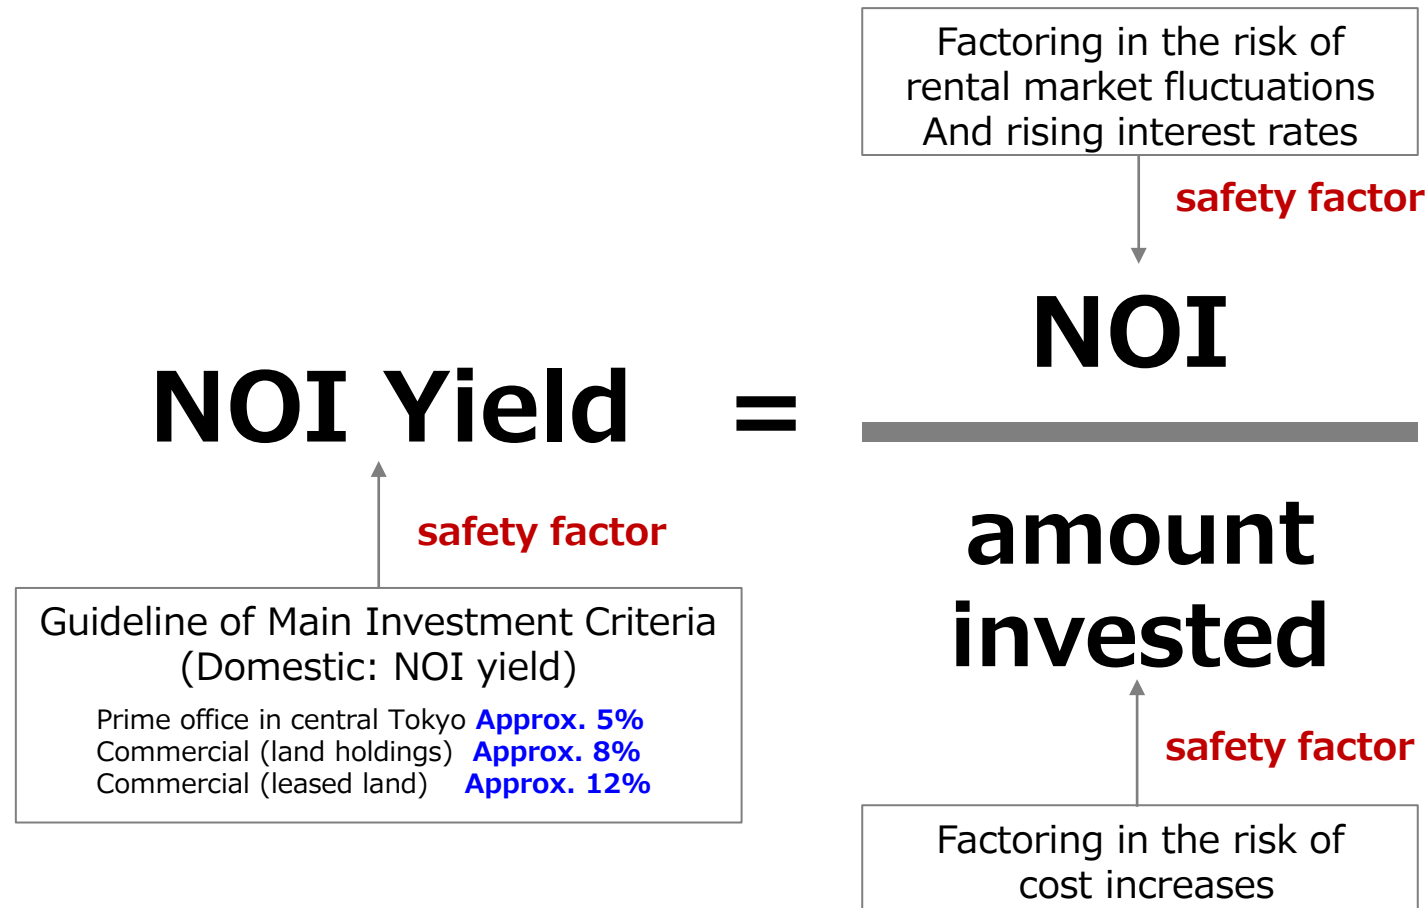 Factoring in the risk of
rental market fluctuations
And rising interest rates
safety factor
NOI Yield = NOI
amount
invested
safety factor
Guideline of Main Investment Criteria
(Domestic: NOI yield)
Prime office in central Tokyo Approx. 5%
Commercial (land holdings) Approx. 8%
Commercial (leased land) Approx. 12%
safety factor
Factoring in the risk of
cost increases